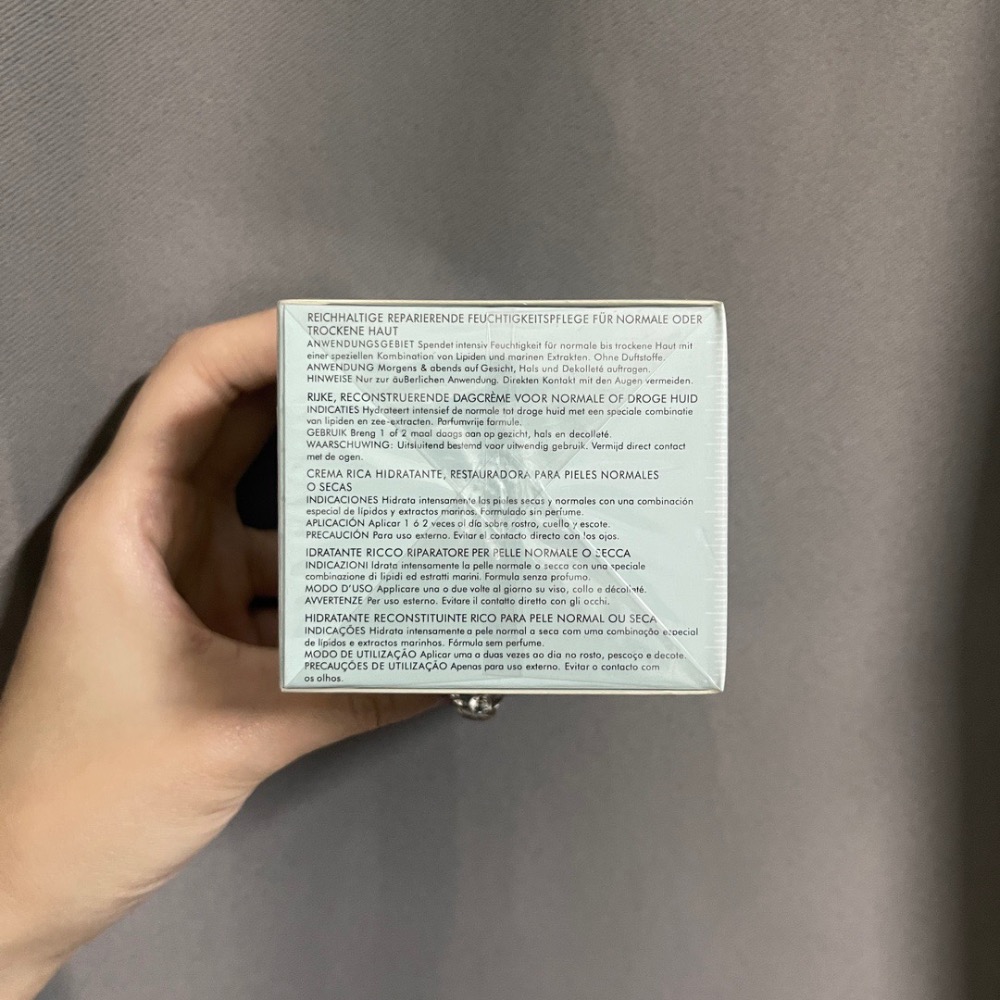 REICHHALTIGE REPARIERENDE FEUCHTIGKEITSPFLEGE FÜR NORMALE ODER
TROCKENE HAUT
ANWENDUNGSGEBIET Spendet intensiv Feuchtigkeit für normale bis trockene Haut mit
einer speziellen Kombination von Lipiden und marinen Extrakten. Ohne Duftstoffe.
ANWENDUNG Morgens & abends auf Gesicht, Hals und Dekolleté auftragen.
HINWEISE Nur zur äußerlichen Anwendung. Direkten Kontakt mit den Augen vermeiden.
RIJKE, RECONSTRUERENDE DAGCRÈME VOOR NORMALE OF DROGE HUID
INDICATIES Hydrateert intensief de normale tot droge huid met een speciale combinatie
van lipiden en zee-extracten. Parfumvrije formule.
GEBRUIK Breng 1 of 2 maal daags aan op gezicht, hals en decolleté.
WAARSCHUWING: Uitsluitend bestemd voor uitwendig gebruik. Vermijd direct contact
met de ogen.
CREMA RICA HIDRATANTE, RESTAURADORA PARA PIELES NORMALES
O SECAS
INDICACIONES Hidrata intensamente las pieles secas y normales con una combinación
especial de lípidos y extractos marinos. Formulado sin perfume.
APLICACIÓN Aplicar 1 ó 2 veces al día sobre rostro, cuello y escote.
PRECAUCIÓN Para uso externo. Evitar el contacto directo con los ojos.
IDRATANTE RICCO RIPARATORE PER PELLE NORMALE O SECCA
INDICAZIONI Idrata intensamente la pelle normale o secca con una speciale
combinazione di lipidi ed estratti marini. Formula senza profumo.
MODO D'USO Applicare una o due volte al giorno su viso, collo e décolleté.
AVVERTENZE Per uso esterno. Evitare il contatto diretto con gli occhi.
HIDRATANTE RECONSTITUINTE RICO PARA PELE NORMAL OU SECA
INDICAÇÕES Hidrata intensamente a pele normal a seca com uma combinação especial
de lípidos e extractos marinhos. Fórmula sem perfume.
MODO DE UTILIZAÇÃO Aplicar uma a duas vezes ao dia no rosto, pescoço e decote.
PRECAUÇÕES DE UTILIZAÇÃO Apenas para uso externo. Evitar o contacto com
os olhos.